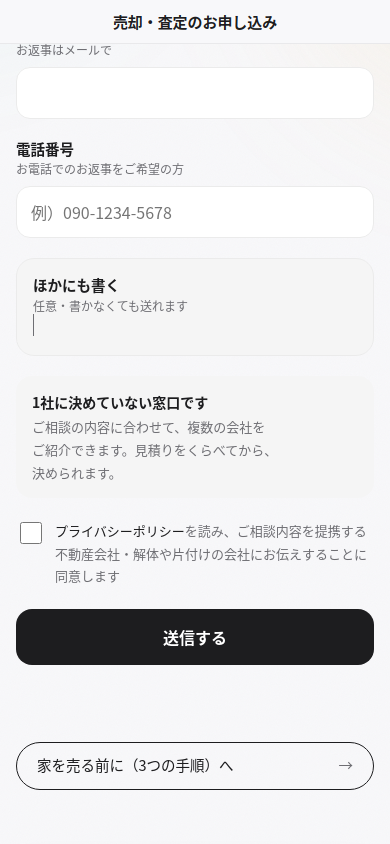 売却・査定のお申し込み
お返事はメールで
電話番号
お電話でのお返事をご希望の方
例）090-1234-5678
ほかにも書く
任意・書かなくても送れます
1社に決めていない窓口です
ご相談の内容に合わせて、複数の会社を
ご紹介できます。見積りをくらべてから、
決められます。
プライバシーポリシーを読み、ご相談内容を提携する
不動産会社・解体や片付けの会社にお伝えすることに
同意します
送信する
家を売る前に（3つの手順）へ →